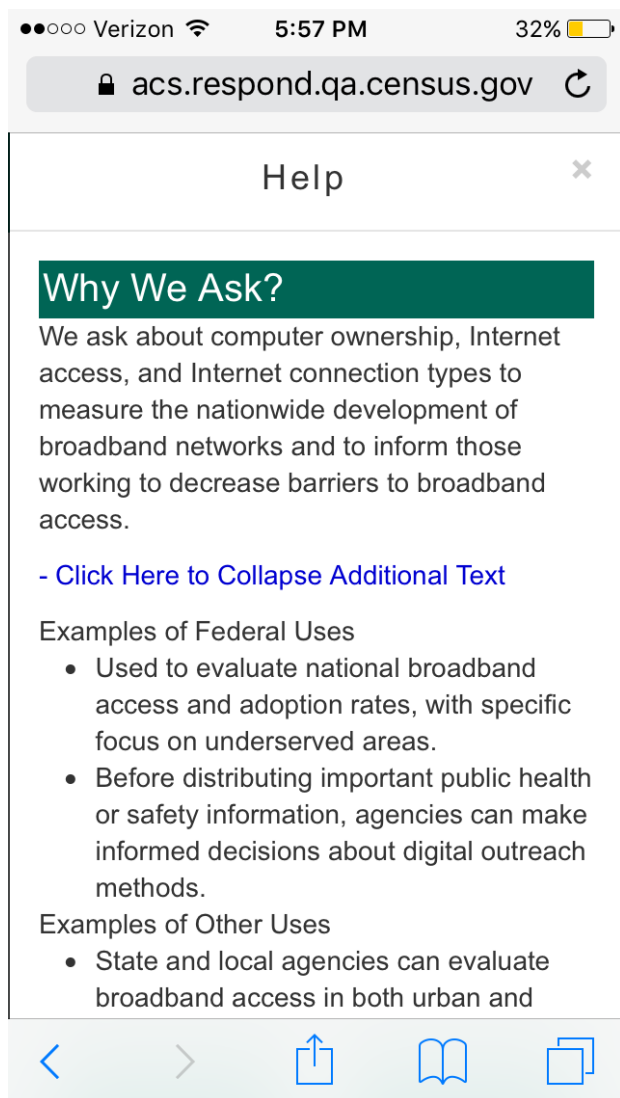 Verizon 5:57 PM 32%
acs.respond.qa.census.gov
Help ×
Why We Ask?
We ask about computer ownership, Internet
access, and Internet connection types to
measure the nationwide development of
broadband networks and to inform those
working to decrease barriers to broadband
access.
- Click Here to Collapse Additional Text
Examples of Federal Uses
• Used to evaluate national broadband
access and adoption rates, with specific
focus on underserved areas.
• Before distributing important public health
or safety information, agencies can make
informed decisions about digital outreach
methods.
Examples of Other Uses
• State and local agencies can evaluate
broadband access in both urban and